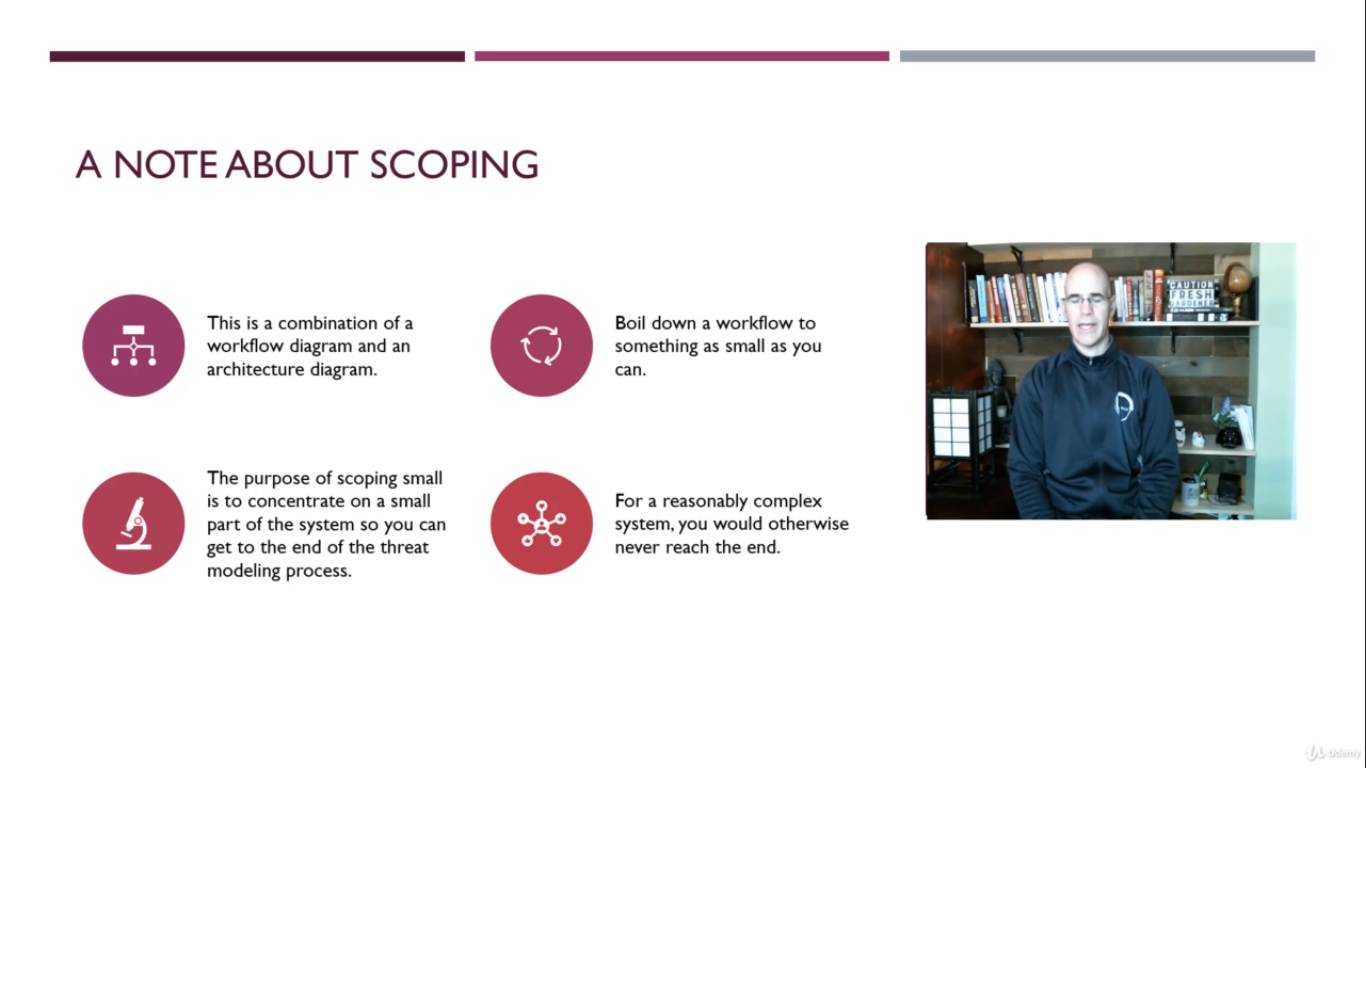 A NOTE ABOUT SCOPING
This is a combination of a
workflow diagram and an
architecture diagram.
Boil down a workflow to
something as small as you
can.
The purpose of scoping small
is to concentrate on a small
part of the system so you can
get to the end of the threat
modeling process.
For a reasonably complex
system, you would otherwise
never reach the end.
CAUTION
FRESH
GARDENER
Udemy